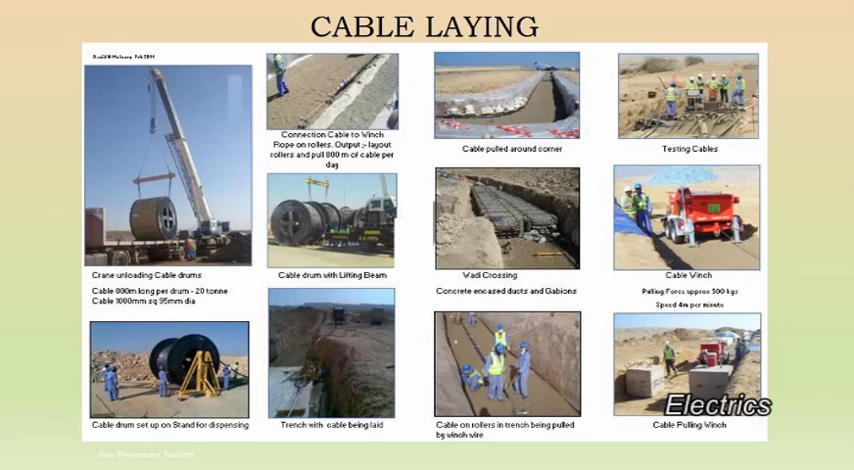 CABLE LAYING
Connection Cable to Winch
Rope on rollers. Output :- layout
rollers and pull 800 m of cable per
day
Cable pulled around corner
Testing Cables
Crane unloading Cable drums
Cable 800m long per drum - 20 tonne
Cable 1000mm sq 95mm dia
Cable drum with Lifting Beam
Wadi Crossing
Concrete encased ducts and Gabions
Cable Winch
Pulling Force approx 500 kgs
Speed 4m per minute
Cable drum set up on Stand for dispensing
Trench with cable being laid
Cable on rollers in trench being pulled
by winch wire
Cable Pulling Winch
Electrics
Gas Processing Facility